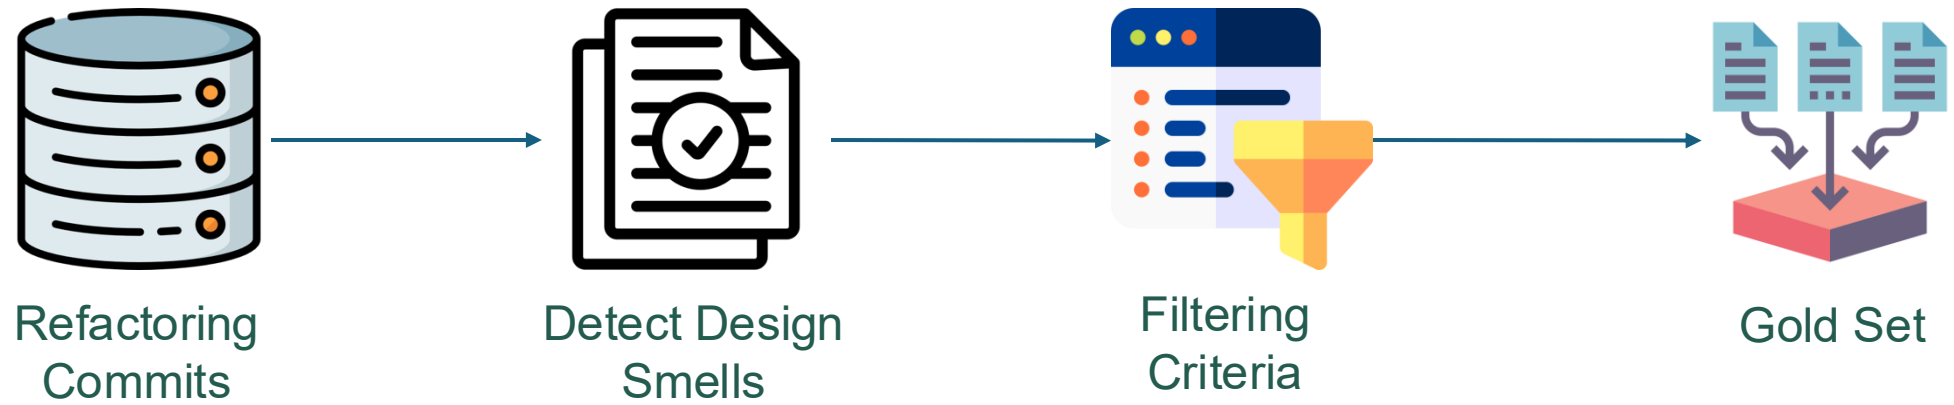 Refactoring
Commits
Detect Design
Smells
Filtering
Criteria
Gold Set